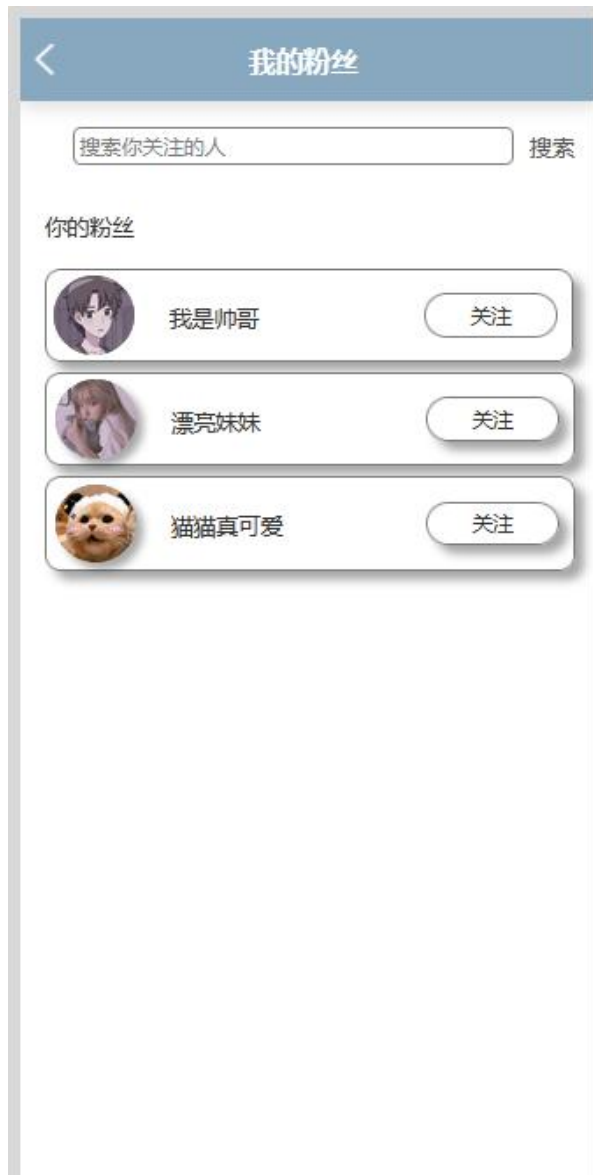 我的粉丝
搜索你关注的人 搜索
你的粉丝
我是帅哥 关注
漂亮妹妹 关注
猫猫真可爱 关注